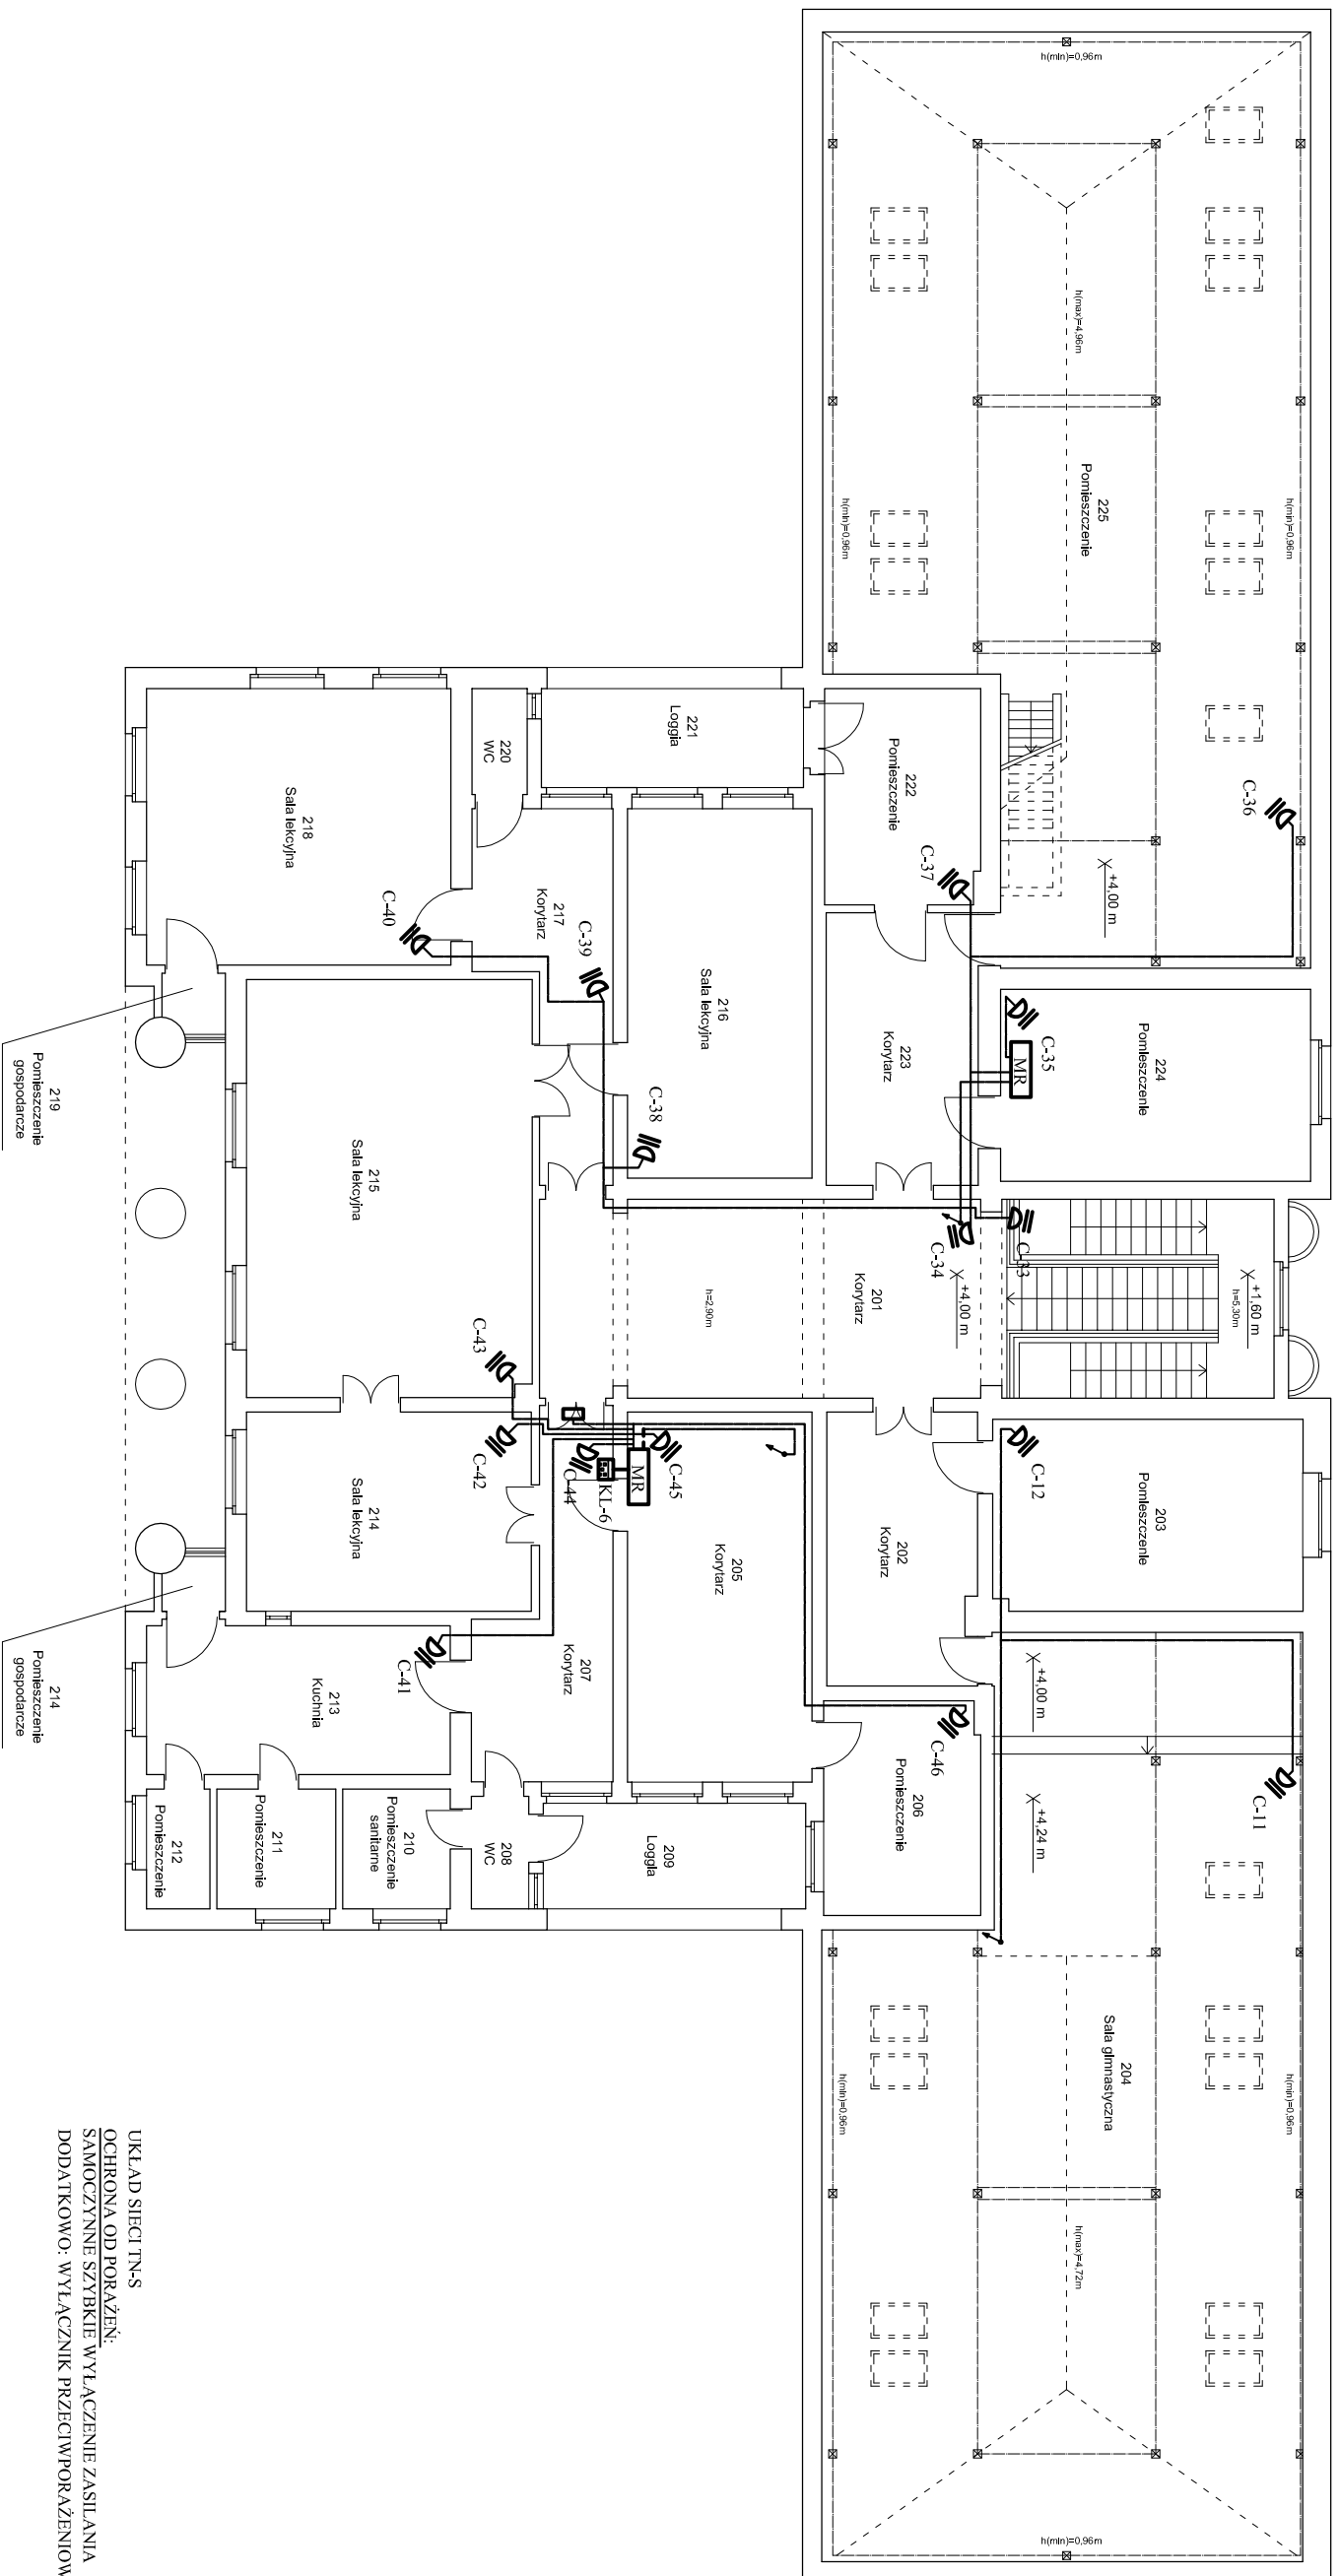 h(min)=0,96m
h(max)=4,96m
225
Pomieszczenie
h(min)=0,96m
h(min)=0,96m
C-36
+4,00 m
222
Pomieszczenie
C-37
221
Loggia
220
WC
218
Sala lekcyjna
C-40
217
Korytarz
C-39
216
Sala lekcyjna
C-38
223
Korytarz
224
Pomieszczenie
C-35
MR
219
Pomieszczenie
gospodarcze
215
Sala lekcyjna
C-33
C-34
+4,00 m
+1,60 m
h=5,30m
201
Korytarz
h=2,90m
C-43
C-42
C-44
C-45
MR
KL-6
214
Sala lekcyjna
205
Korytarz
202
Korytarz
C-12
203
Pomieszczenie
207
Korytarz
C-41
213
Kuchnia
214
Pomieszczenie
gospodarcze
C-46
206
Pomieszczenie
+4,00 m
+4,24 m
C-11
212
Pomieszczenie
211
Pomieszczenie
210
Pomieszczenie
sanitarne
208
WC
209
Loggia
204
Sala gimnastyczna
h(min)=0,96m
h(min)=0,96m
h(max)=4,72m
h(min)=0,96m
UKŁAD SIECI TN-S
OCHRONA OD PORAŻEŃ:
SAMOCZYNNE SZYBKIE WYŁĄCZENIE ZASILANIA
DODATKOWO: WYŁĄCZNIK PRZECIWPORAŻENIOW